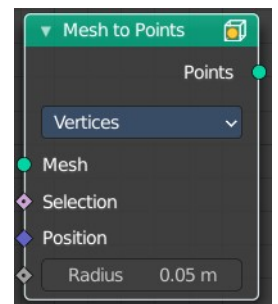 Mesh to Points
Points
Vertices
Mesh
Selection
Position
Radius 0.05 m